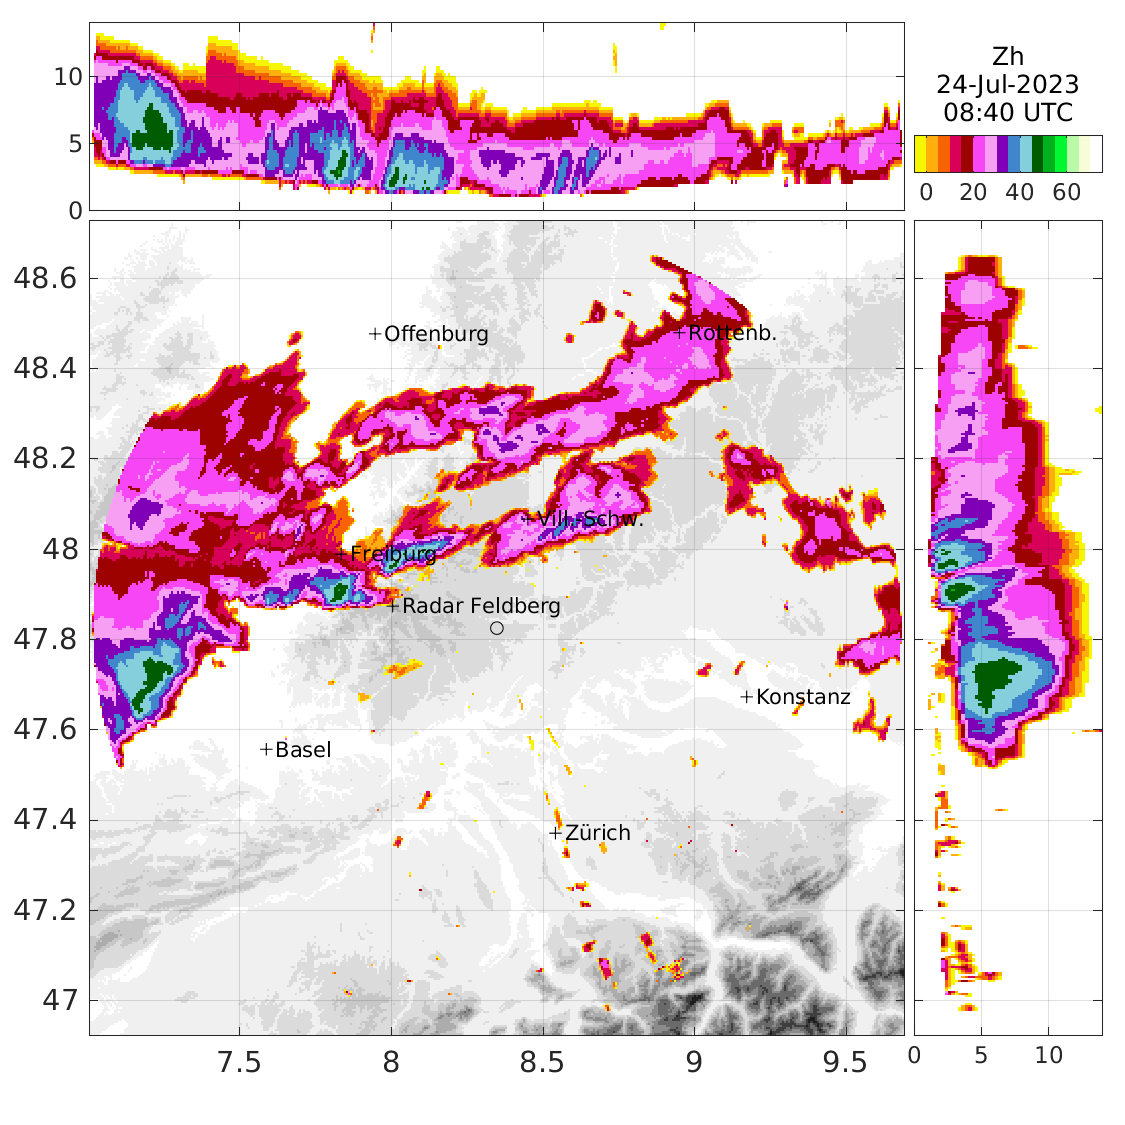 10
5
0
Zh
24-Jul-2023
08:40 UTC
0 20 40 60
48.6
48.4
48.2
48
47.8
47.6
47.4
47.2
47
Offenburg
Rottenb.
Vill.-Schw.
Freiburg
Radar Feldberg
Konstanz
Basel
Zürich
7.5 8 8.5 9 9.5
0 5 10